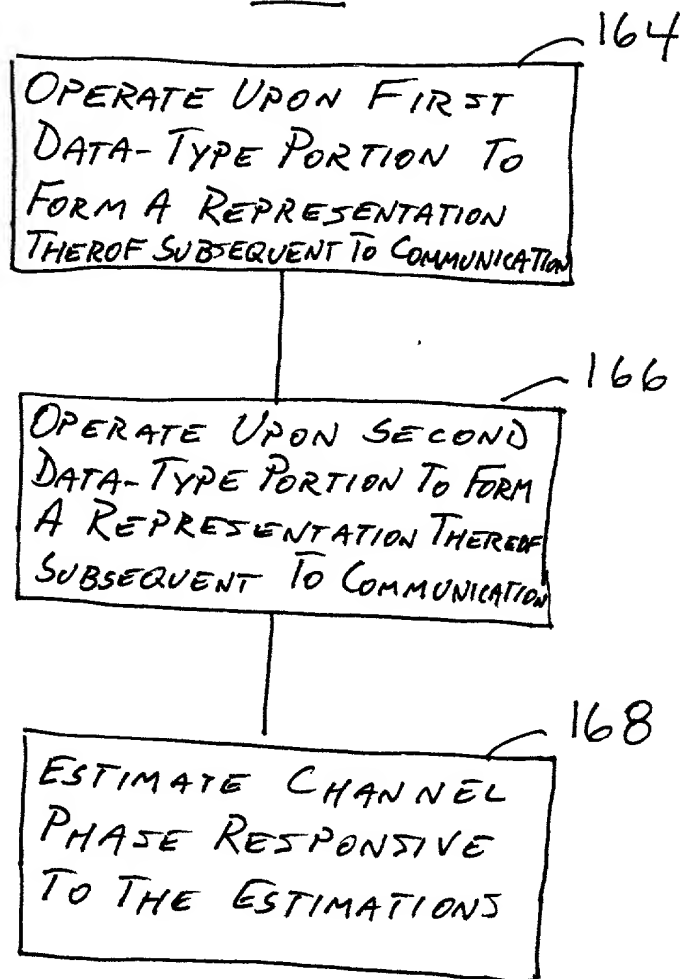 164
OPERATE UPON FIRST
DATA-TYPE PORTION TO
FORM A REPRESENTATION
THEROF SUBSEQUENT TO COMMUNICATION
166
OPERATE UPON SECOND
DATA-TYPE PORTION TO FORM
A REPRESENTATION THEREOF
SUBSEQUENT TO COMMUNICATION
168
ESTIMATE CHANNEL
PHASE RESPONSIVE
TO THE ESTIMATIONS